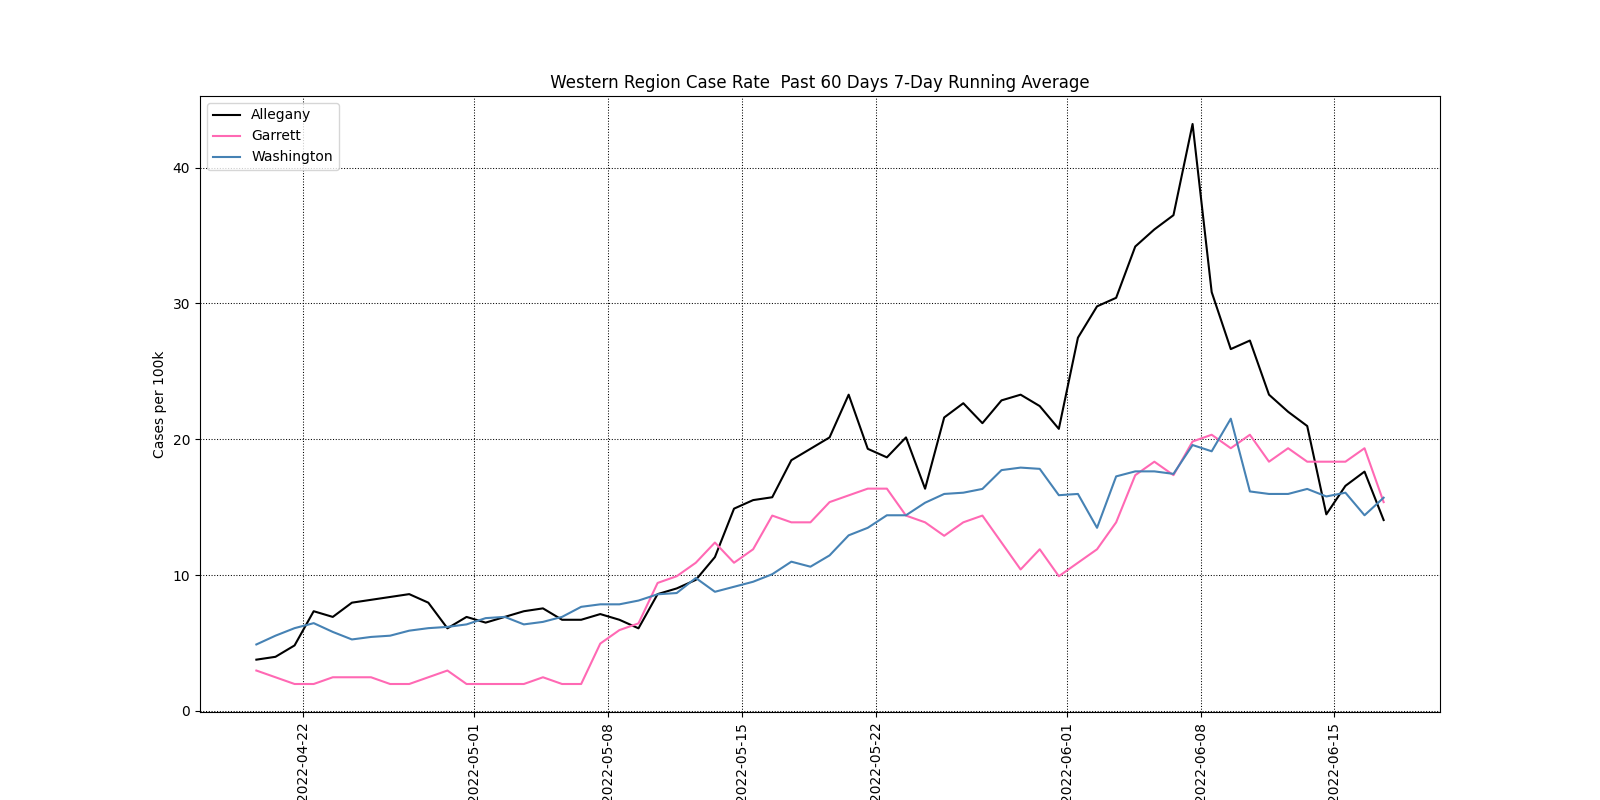 Western Region Case Rate  Past 60 Days 7-Day Running Average
Allegany
Garrett
Washington
Cases per 100k
40
30
20
10
0
2022-04-22
2022-05-01
2022-05-08
2022-05-15
2022-05-22
2022-06-01
2022-06-08
2022-06-15